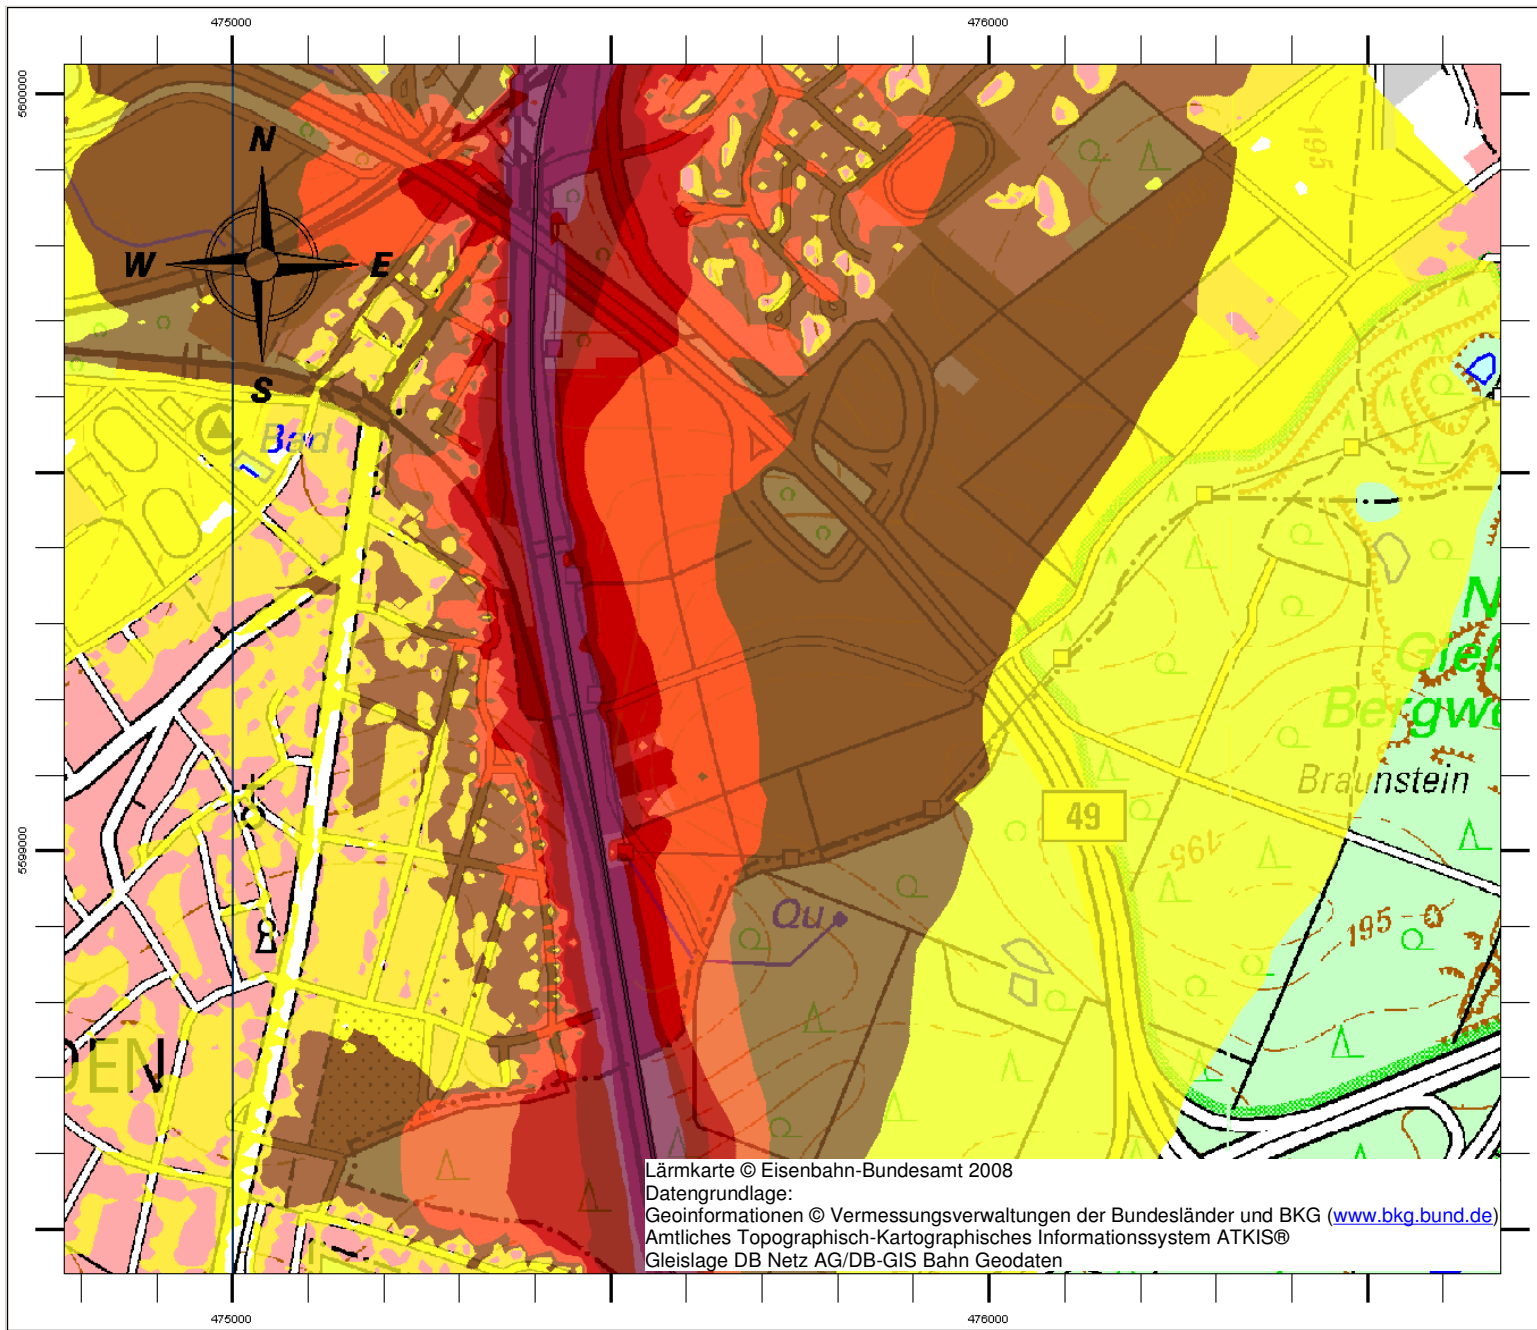 475000
476000
5600000
N
W
E
S
195
Bad
Bergw
Braunstein
49
195
5599000
Qu
195
DEN
Lärmkarte © Eisenbahn-Bundesamt 2008
Datengrundlage:
Geoinformationen © Vermessungsverwaltungen der Bundesländer und BKG (www.bkg.bund.de)
Amtliches Topographisch-Kartographisches Informationssystem ATKIS®
Gleislage DB Netz AG/DB-GIS Bahn Geodaten
475000
476000